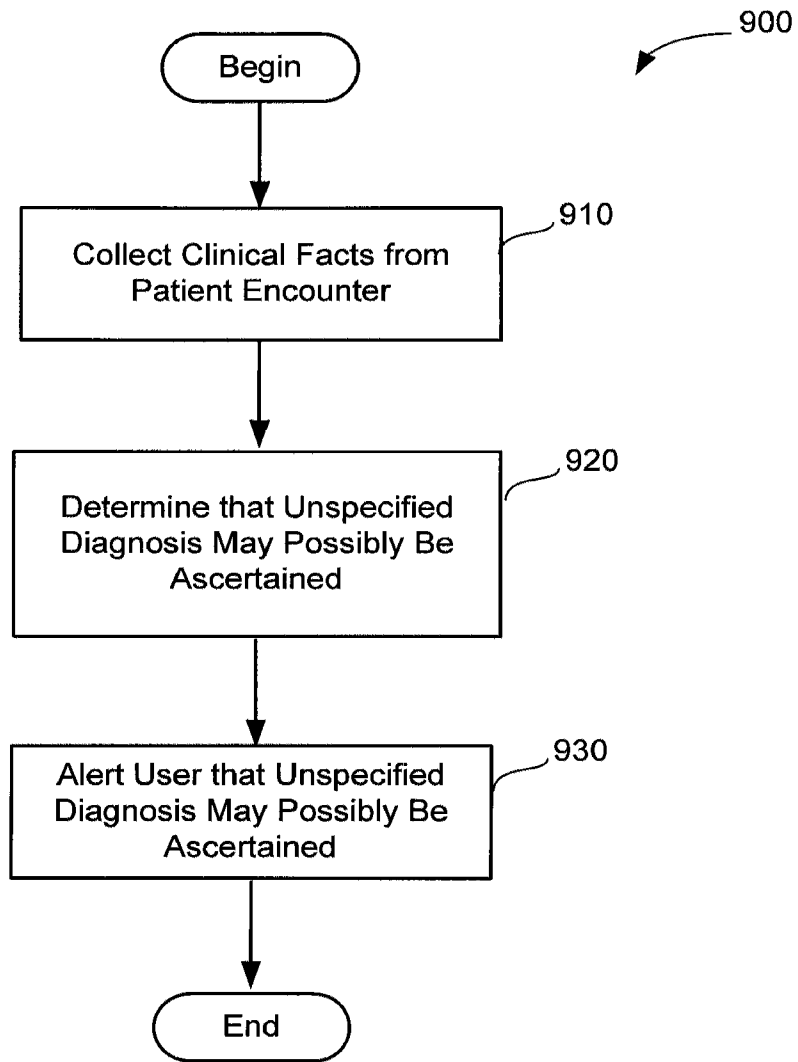 900
Begin
910
Collect Clinical Facts from
Patient Encounter
920
Determine that Unspecified
Diagnosis May Possibly Be
Ascertained
930
Alert User that Unspecified
Diagnosis May Possibly Be
Ascertained
End